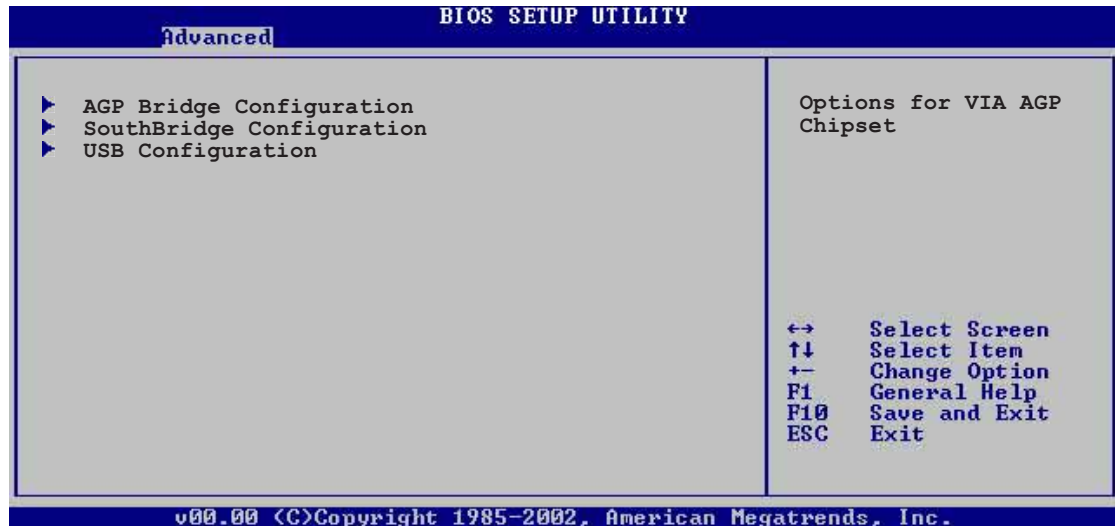 BIOS SETUP UTILITY
Advanced
AGP Bridge Configuration
SouthBridge Configuration
USB Configuration
Options for VIA AGP
Chipset
←→ Select Screen
↑↓ Select Item
+- Change Option
F1 General Help
F10 Save and Exit
ESC Exit
v00.00 (C)Copyright 1985-2002, American Megatrends, Inc.